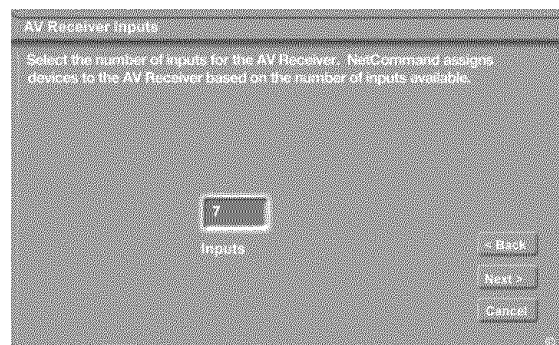 AV Receiver Inputs
Select the number of inputs for the AV Receiver. NetCommand assigns
devices to the AV Receiver based on the number of inputs available.
7
Inputs
< Back
Next >
Cancel